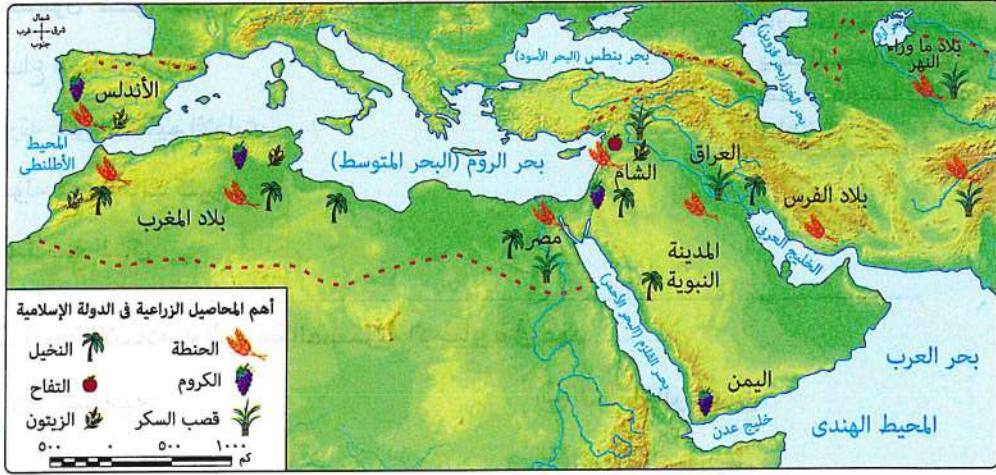 شمال
شرق غرب
جنوب
بلاد ما وراء
النهر
بحر بنطس (البحر الأسود)
بحر الخزر (بحر قزوين)
الأندلس
المحيط
الأطلنطى
بحر الروم (البحر المتوسط)
العراق
الشام
بلاد الفرس
بلاد المغرب
مصر
المدينة
النبوية
الخليج العربى
بحر القلزم (البحر الأحمر)
اليمن
بحر العرب
خليج عدن
المحيط الهندى
أهم المحاصيل الزراعية فى الدولة الإسلامية
الحنطة النخيل
الكروم التفاح
قصب السكر الزيتون
٥٠٠ ٠ ٥٠٠ ١٠٠٠
كم